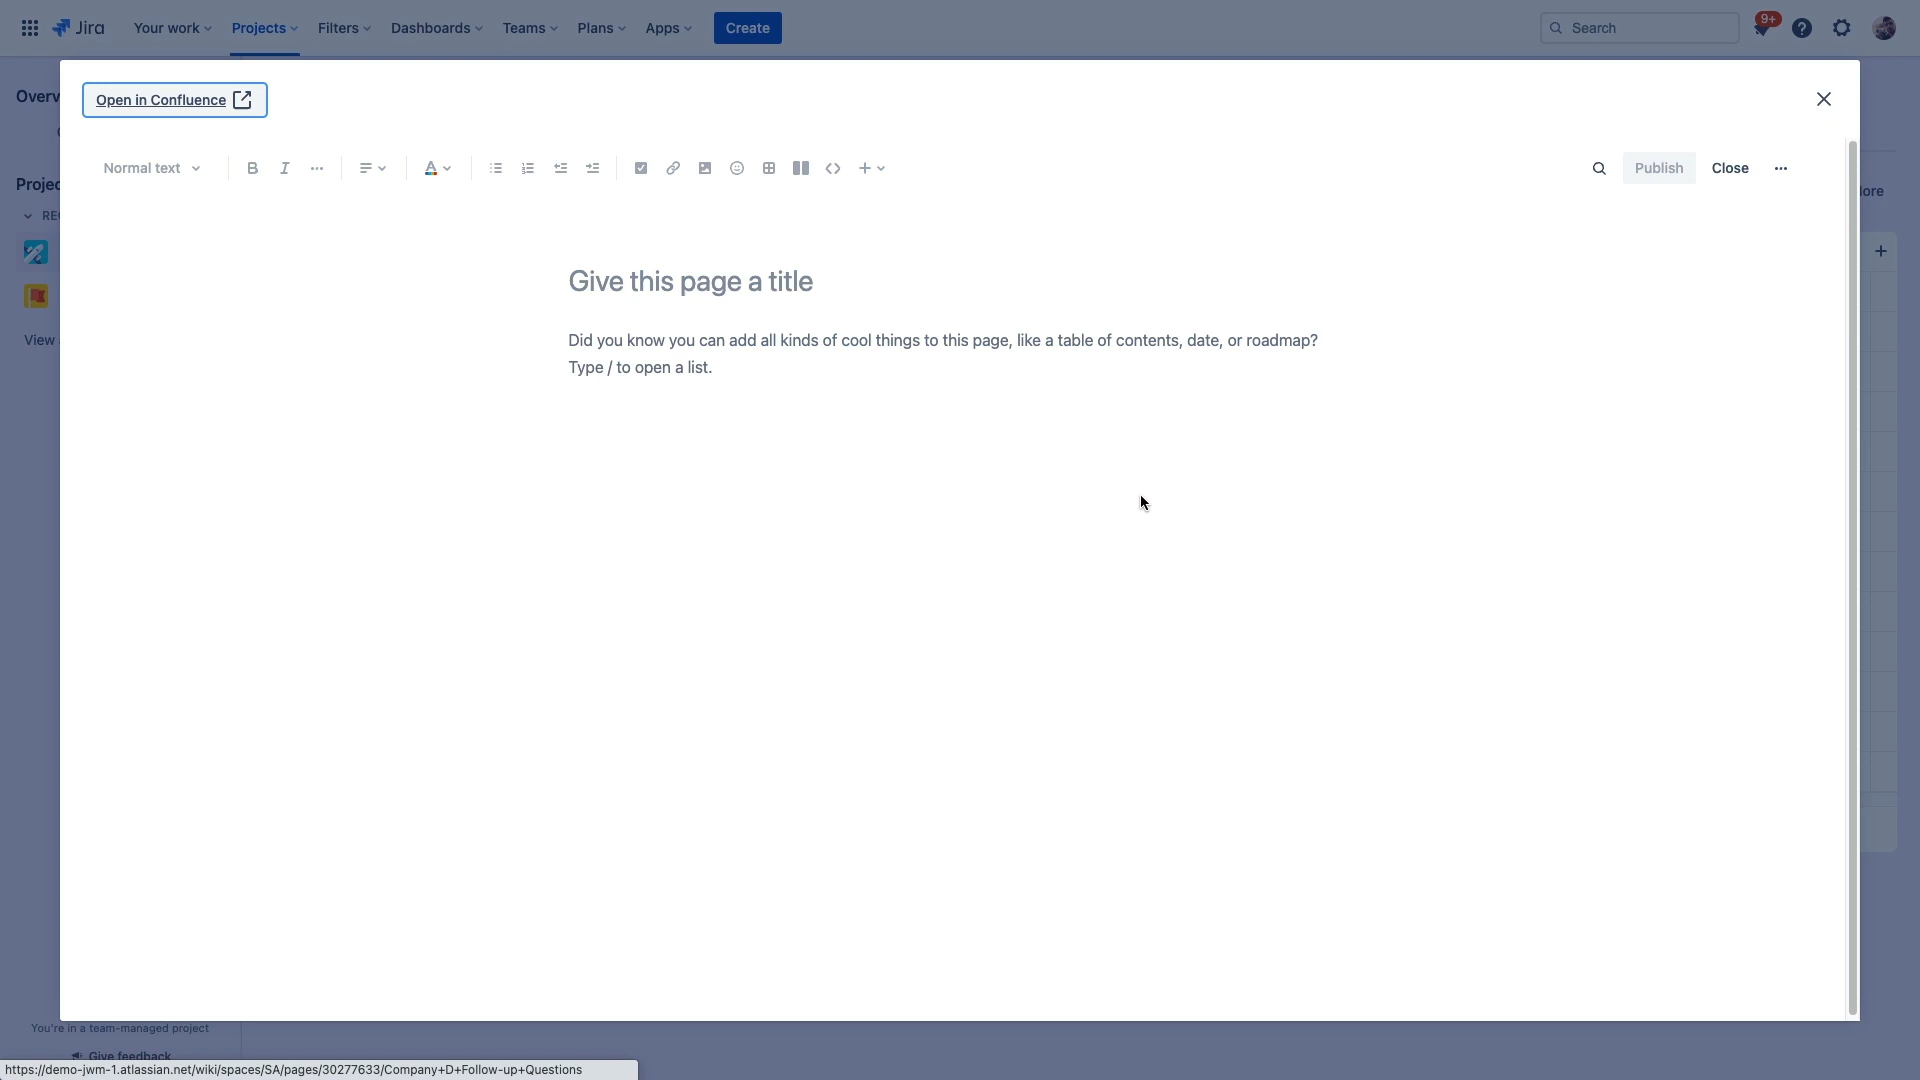 Jira
Your work
Projects
Filters
Dashboards
Teams
Plans
Apps
Create
Search
9+
Open in Confluence
Normal text
Publish
Close
Give this page a title
Did you know you can add all kinds of cool things to this page, like a table of contents, date, or roadmap?
Type / to open a list.
View
You're in a team-managed project
Give feedback
https://demo-jwm-1.atlassian.net/wiki/spaces/SA/pages/30277633/Company+D+Follow-up+Questions